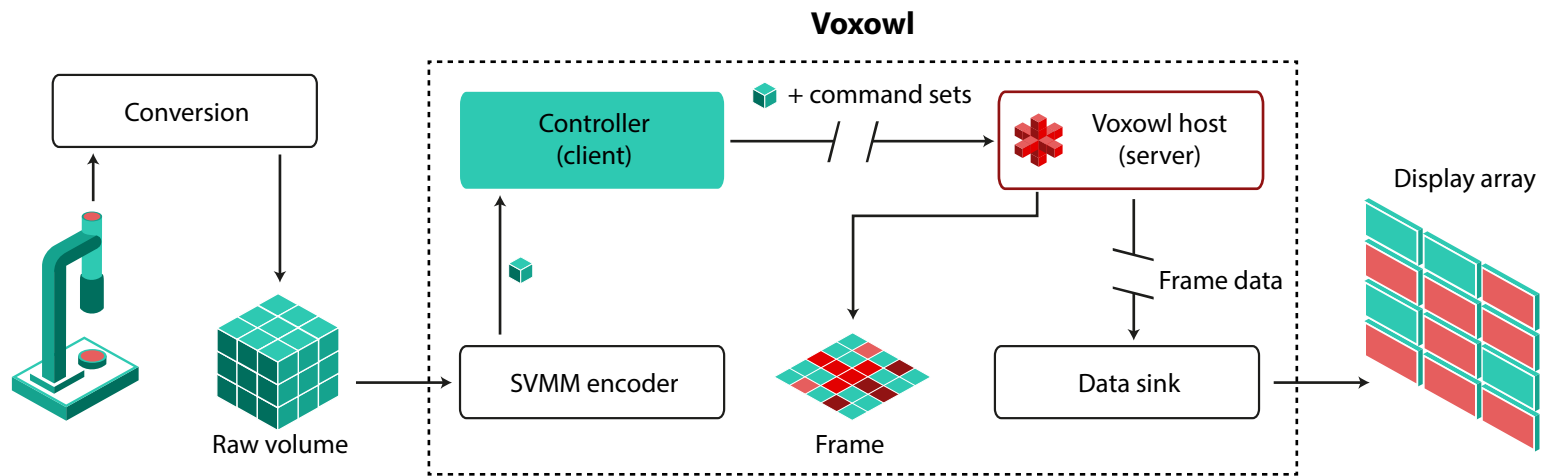 Voxowl
Conversion
Controller
(client)
+ command sets
Voxowl host
(server)
Display array
Frame data
SVMM encoder
Data sink
Raw volume
Frame